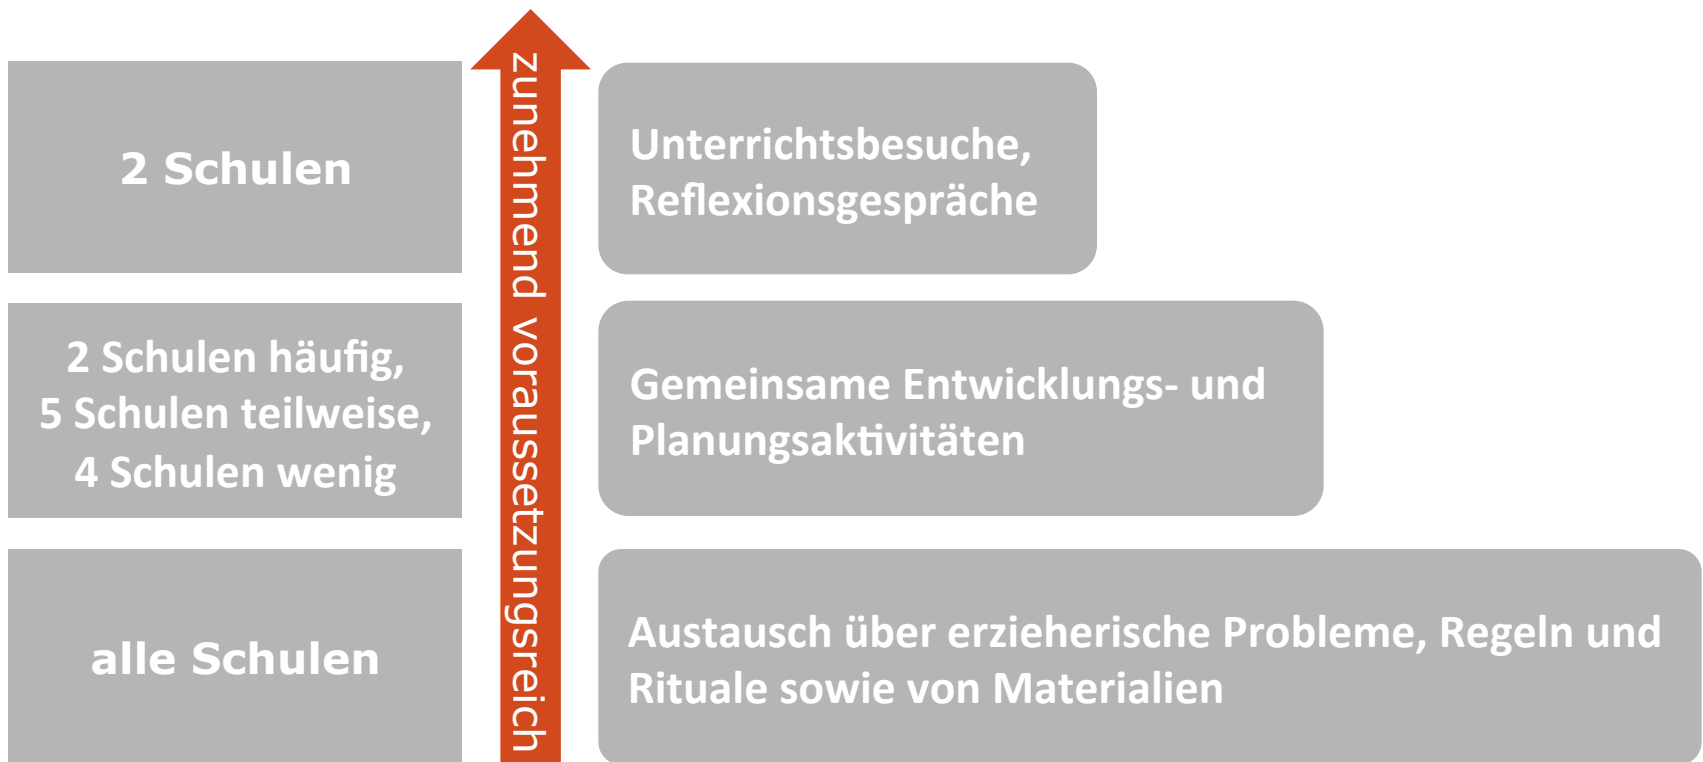 2 Schulen
zunehmend voraussetzungsreich
Unterrichtsbesuche,
Reflexionsgespräche
2 Schulen häufig,
5 Schulen teilweise,
4 Schulen wenig
Gemeinsame Entwicklungs- und
Planungsaktivitäten
alle Schulen
Austausch über erzieherische Probleme, Regeln und
Rituale sowie von Materialien